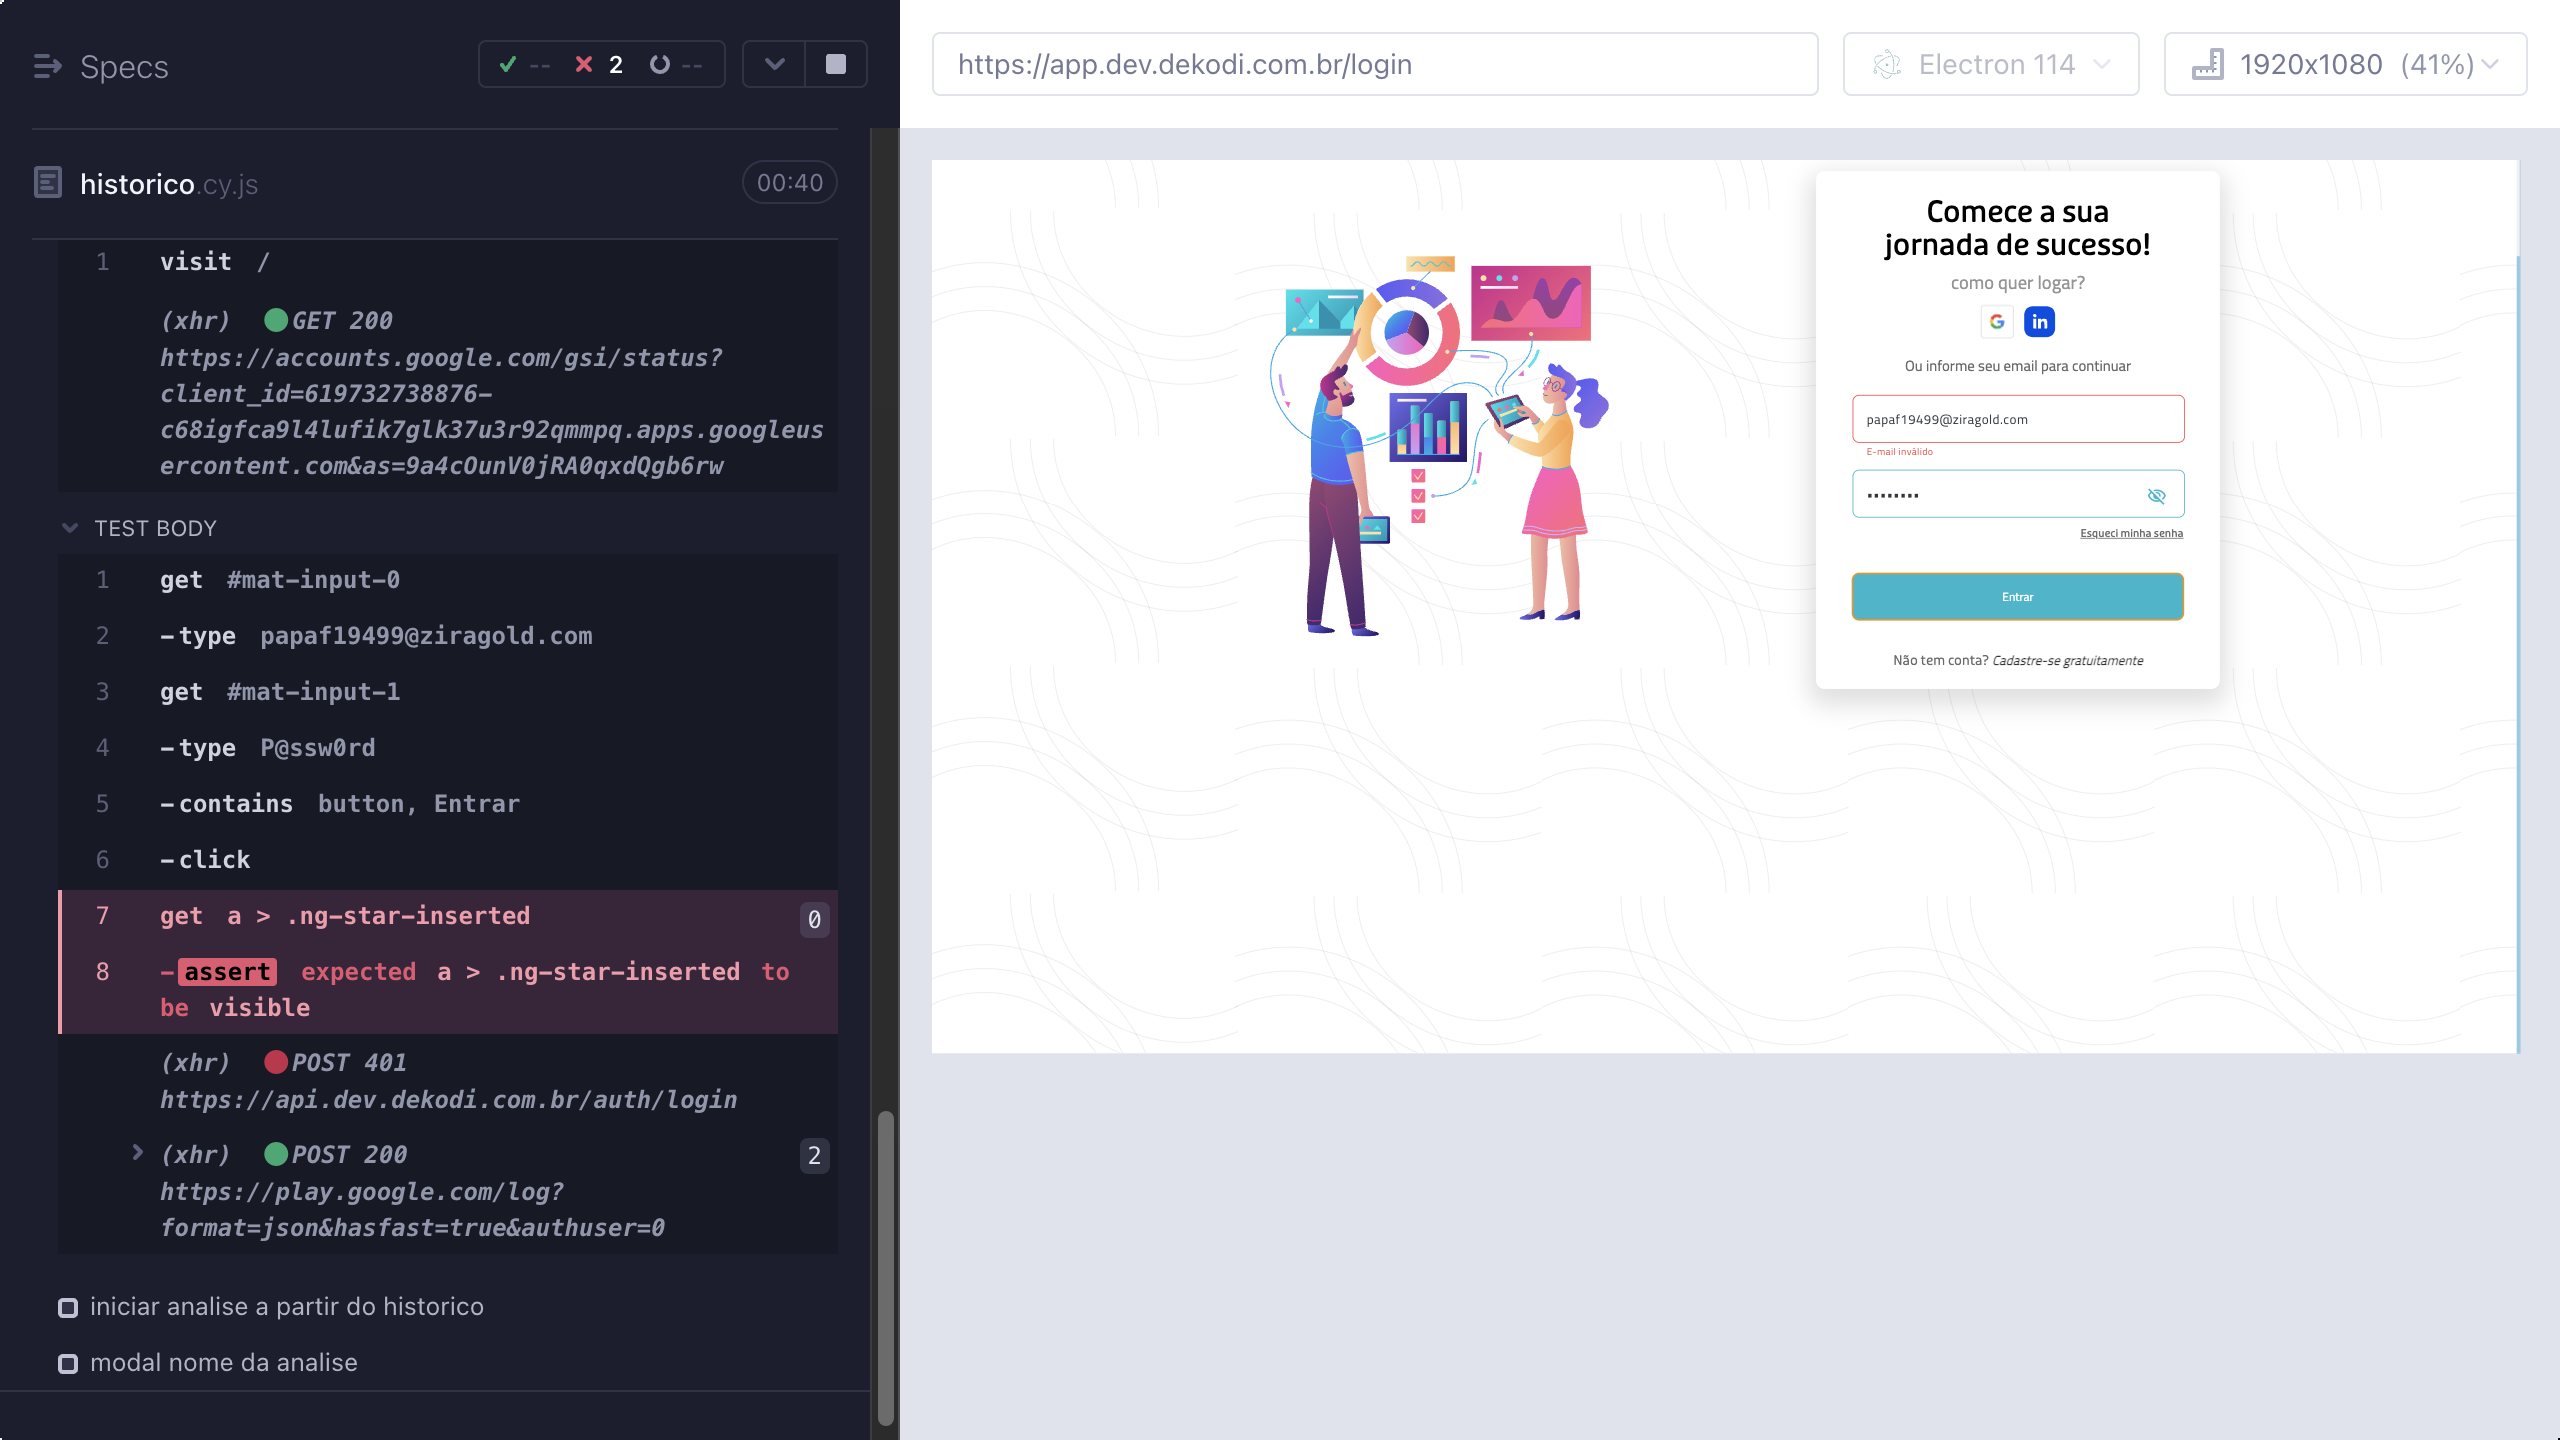 Specs
-- 2 --
historico.cy.js
00:40
1 visit /
(xhr) GET 200
https://accounts.google.com/gsi/status?
client_id=619732738876-
c68igfca9l4lufik7glk37u3r92qmmpq.apps.googleus
ercontent.com&as=9a4cOunV0jRA0qxdQgb6rw
TEST BODY
1 get #mat-input-0
2 -type papaf19499@ziragold.com
3 get #mat-input-1
4 -type P@ssw0rd
5 -contains button, Entrar
6 -click
7 get a > .ng-star-inserted 0
8 -assert expected a > .ng-star-inserted to
be visible
(xhr) POST 401
https://api.dev.dekodi.com.br/auth/login
(xhr) POST 200 2
https://play.google.com/log?
format=json&hasfast=true&authuser=0
iniciar analise a partir do historico
modal nome da analise
https://app.dev.dekodi.com.br/login
Electron 114
1920x1080 (41%)
Comece a sua
jornada de sucesso!
como quer logar?
G in
Ou informe seu email para continuar
papaf19499@ziragold.com
E-mail inválido
••••••••
Esqueci minha senha
Entrar
Não tem conta? Cadastre-se gratuitamente